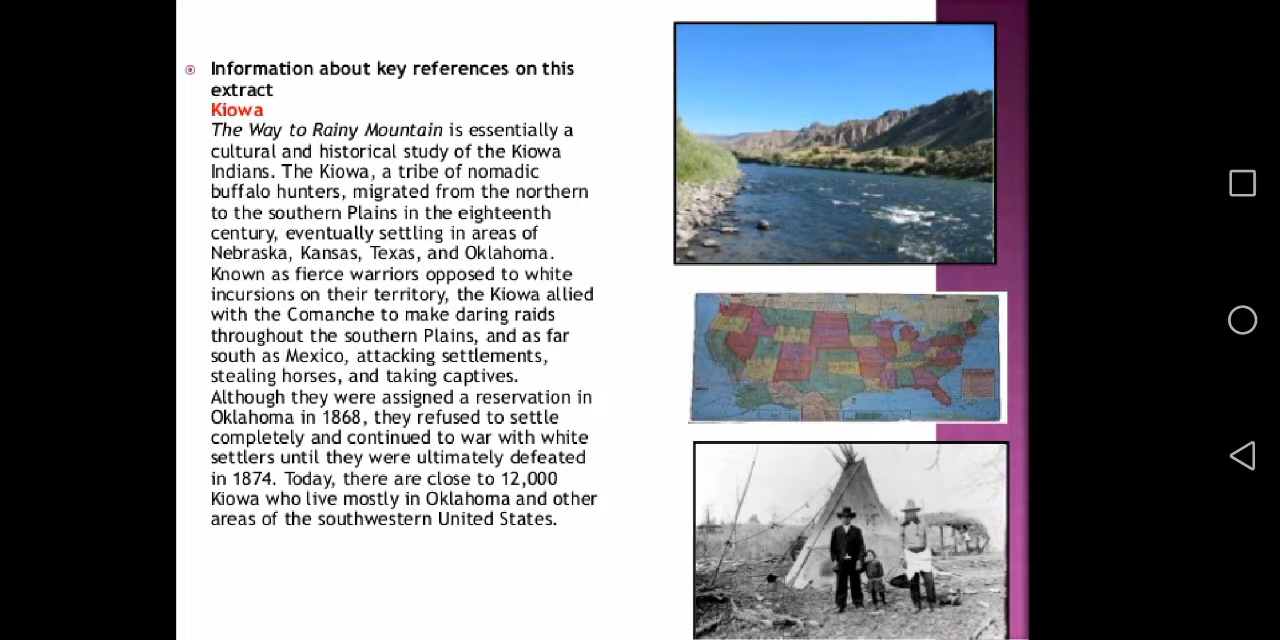 Information about key references on this
extract
Kiowa
The Way to Rainy Mountain is essentially a
cultural and historical study of the Kiowa
Indians. The Kiowa, a tribe of nomadic
buffalo hunters, migrated from the northern
to the southern Plains in the eighteenth
century, eventually settling in areas of
Nebraska, Kansas, Texas, and Oklahoma.
Known as fierce warriors opposed to white
incursions on their territory, the Kiowa allied
with the Comanche to make daring raids
throughout the southern Plains, and as far
south as Mexico, attacking settlements,
stealing horses, and taking captives.
Although they were assigned a reservation in
Oklahoma in 1868, they refused to settle
completely and continued to war with white
settlers until they were ultimately defeated
in 1874. Today, there are close to 12,000
Kiowa who live mostly in Oklahoma and other
areas of the southwestern United States.